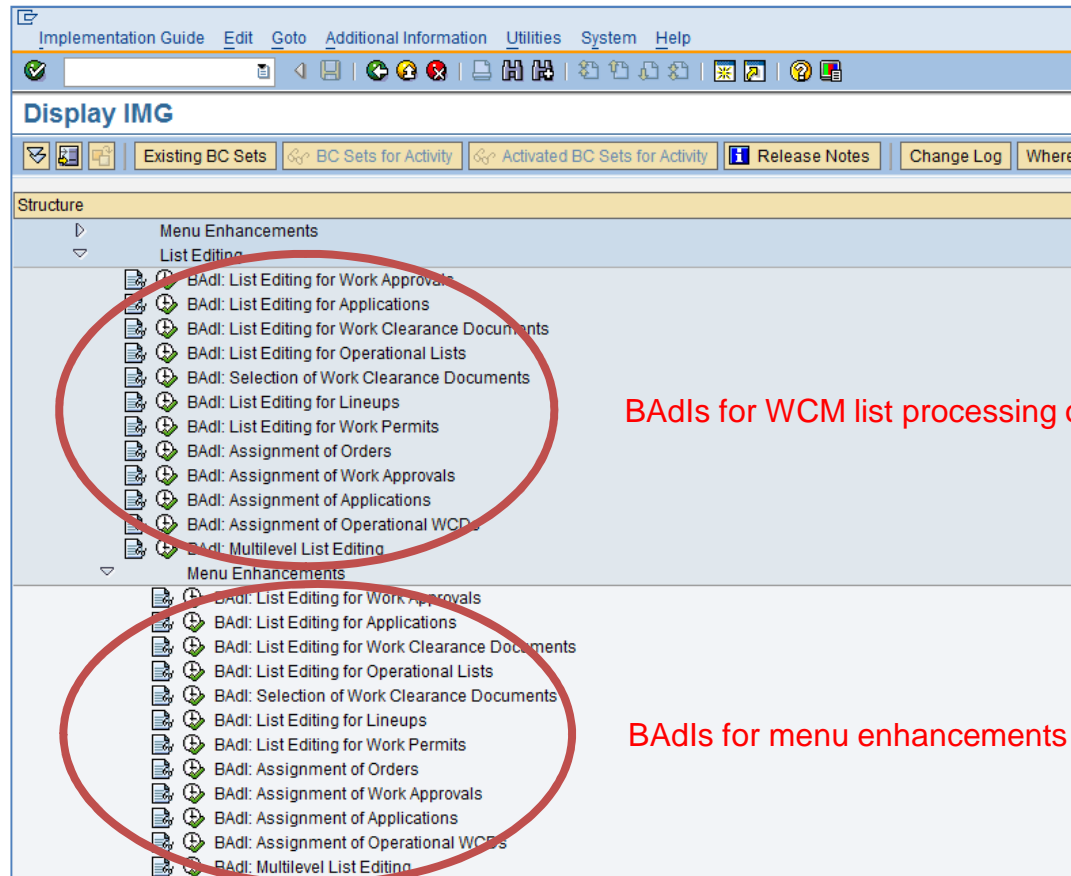 Implementation Guide Edit Goto Additional Information Utilities System Help
Display IMG
Existing BC Sets BC Sets for Activity Activated BC Sets for Activity Release Notes Change Log Where
Structure
Menu Enhancements
List Editing
BAdI: List Editing for Work Approvals
BAdI: List Editing for Applications
BAdI: List Editing for Work Clearance Documents
BAdI: List Editing for Operational Lists
BAdI: Selection of Work Clearance Documents
BAdI: List Editing for Lineups
BAdIs for WCM list processing
BAdI: List Editing for Work Permits
BAdI: Assignment of Orders
BAdI: Assignment of Work Approvals
BAdI: Assignment of Applications
BAdI: Assignment of Operational WCDs
BAdI: Multilevel List Editing
Menu Enhancements
BAdI: List Editing for Work Approvals
BAdI: List Editing for Applications
BAdI: List Editing for Work Clearance Documents
BAdI: List Editing for Operational Lists
BAdI: Selection of Work Clearance Documents
BAdI: List Editing for Lineups
BAdIs for menu enhancements
BAdI: List Editing for Work Permits
BAdI: Assignment of Orders
BAdI: Assignment of Work Approvals
BAdI: Assignment of Applications
BAdI: Assignment of Operational WCDs
BAdI: Multilevel List Editing